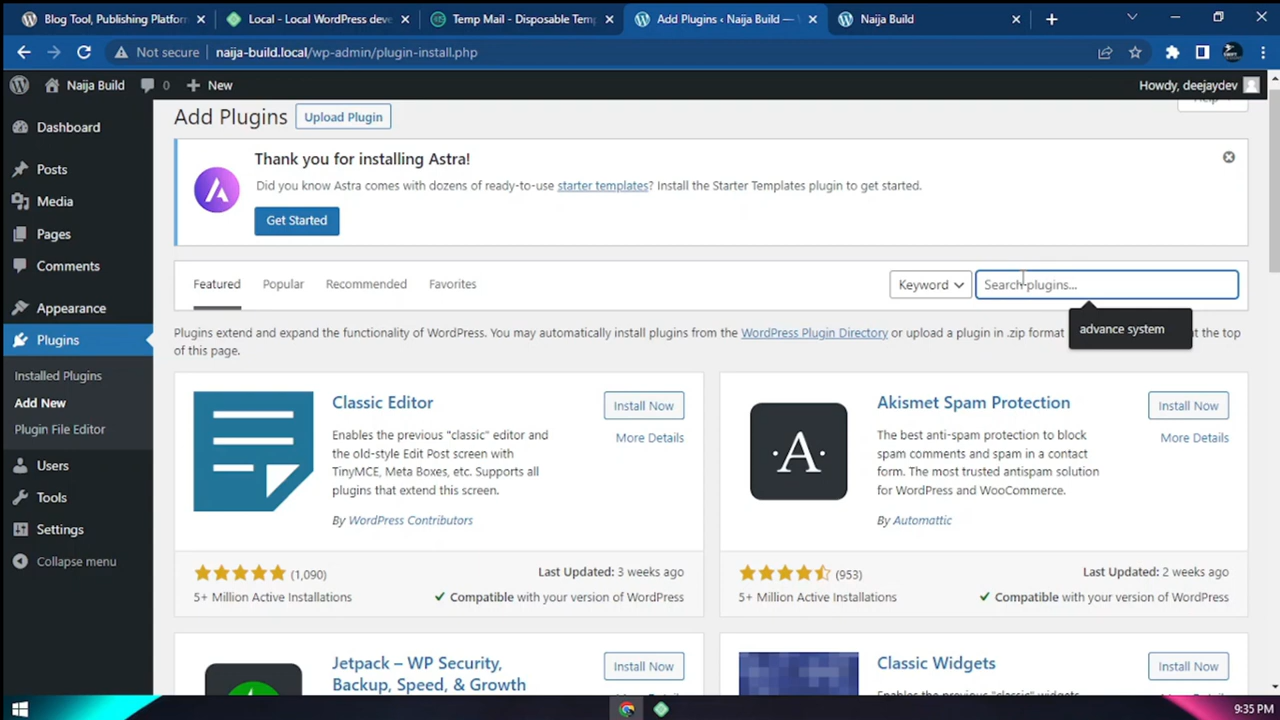 Blog Tool, Publishing Platfor
Local - Local WordPress deve
Temp Mail - Disposable Temp
Add Plugins ‹ Naija Build —
Naija Build
Not secure
naija-build.local/wp-admin/plugin-install.php
Naija Build
0
New
Howdy, deejaydev
Dashboard
Posts
Media
Pages
Comments
Appearance
Plugins
Installed Plugins
Add New
Plugin File Editor
Users
Tools
Settings
Collapse menu
Add Plugins
Upload Plugin
Help
Thank you for installing Astra!
Did you know Astra comes with dozens of ready-to-use starter templates? Install the Starter Templates plugin to get started.
Get Started
Featured
Popular
Recommended
Favorites
Keyword
Search plugins...
advance system
Plugins extend and expand the functionality of WordPress. You may automatically install plugins from the WordPress Plugin Directory or upload a plugin in .zip format
t the top
of this page.
Classic Editor
Install Now
More Details
Enables the previous "classic" editor and
the old-style Edit Post screen with
TinyMCE, Meta Boxes, etc. Supports all
plugins that extend this screen.
By WordPress Contributors
(1,090)
5+ Million Active Installations
Last Updated: 3 weeks ago
Compatible with your version of WordPress
·A·
Akismet Spam Protection
Install Now
More Details
The best anti-spam protection to block
spam comments and spam in a contact
form. The most trusted antispam solution
for WordPress and WooCommerce.
By Automattic
(953)
5+ Million Active Installations
Last Updated: 2 weeks ago
Compatible with your version of WordPress
Jetpack – WP Security,
Backup, Speed, & Growth
Install Now
Classic Widgets
Install Now
9:35 PM